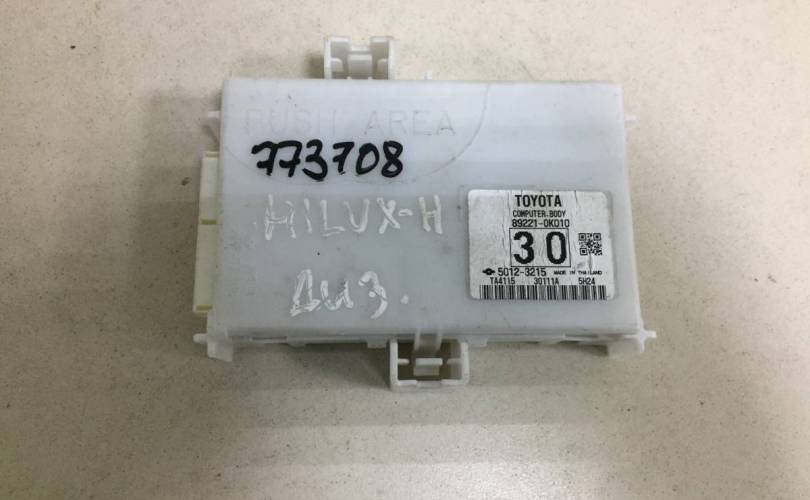 PUSH AREA
773708
HILUX-H
Диз.
TOYOTA
COMPUTER,BODY
89221-0K010
30
5012-3215 MADE IN THAILAND
TA4115 30111A 5H24